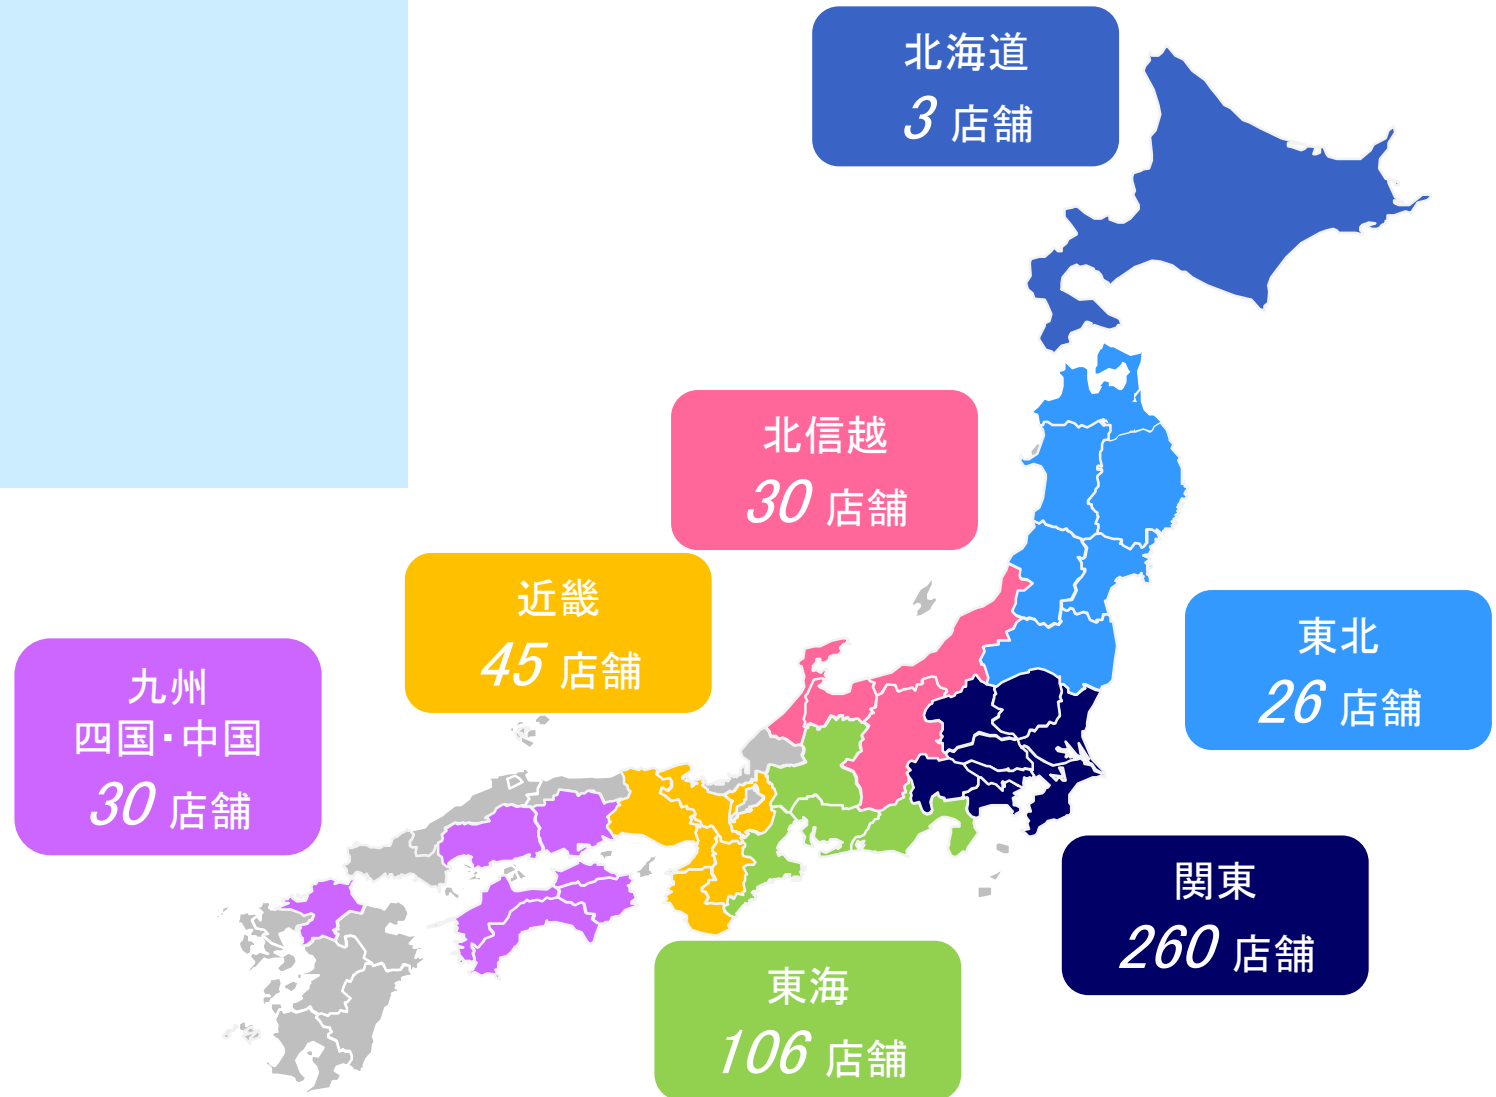 北海道
3 店舗
北信越
30 店舗
近畿
45 店舗
東北
26 店舗
九州
四国・中国
30 店舗
関東
260 店舗
東海
106 店舗